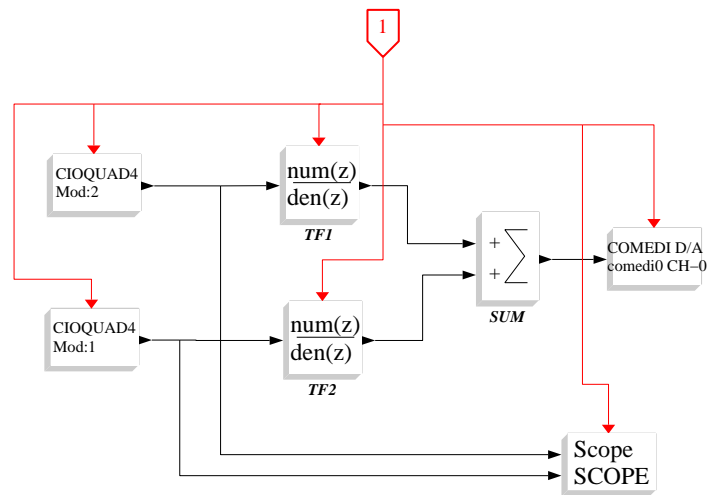 1
CIOQUAD4
Mod:2
num(z)
den(z)
TF1
+
+
Σ
SUM
COMEDI D/A
comedi0 CH−0
CIOQUAD4
Mod:1
num(z)
den(z)
TF2
Scope
SCOPE